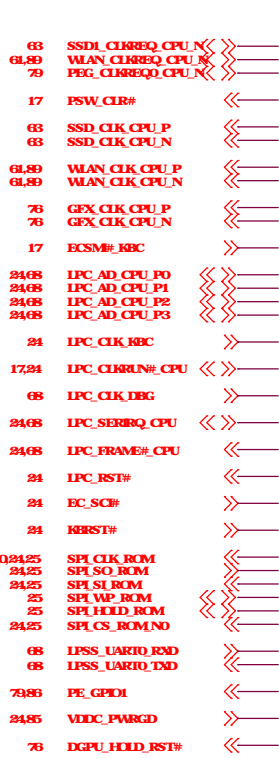 63 SSD1_CLKREQ_CPU_N
61,89 WLAN_CLKREQ_CPU_N
79 PEG_CLKREQ0_CPU_N
17 PSW_CLR#
63 SSD_CLK_CPU_P
63 SSD_CLK_CPU_N
61,89 WLAN_CLK_CPU_P
61,89 WLAN_CLK_CPU_N
76 GFX_CLK_CPU_P
76 GFX_CLK_CPU_N
17 ECSMI#_KBC
24,68 LPC_AD_CPU_P0
24,68 LPC_AD_CPU_P1
24,68 LPC_AD_CPU_P2
24,68 LPC_AD_CPU_P3
24 LPC_CLK_KBC
17,24 LPC_CLKRUN#_CPU
68 LPC_CLK_DBG
24,68 LPC_SERIRQ_CPU
24,68 LPC_FRAME#_CPU
24 LPC_RST#
24 EC_SCI#
24 KBRST#
0,24,25 SPI_CLK_ROM
24,25 SPI_SO_ROM
24,25 SPI_SI_ROM
25 SPI_WP_ROM
25 SPI_HOLD_ROM
24,25 SPI_CS_ROM_N0
68 LPSS_UART0_RXD
68 LPSS_UART0_TXD
79,86 PE_GPIO1
24,85 VDDC_PWRGD
76 DGPU_HOLD_RST#